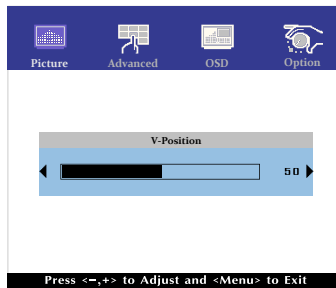 Picture Advanced OSD Option
V-Position
50
Press <−,+> to Adjust and <Menu> to Exit